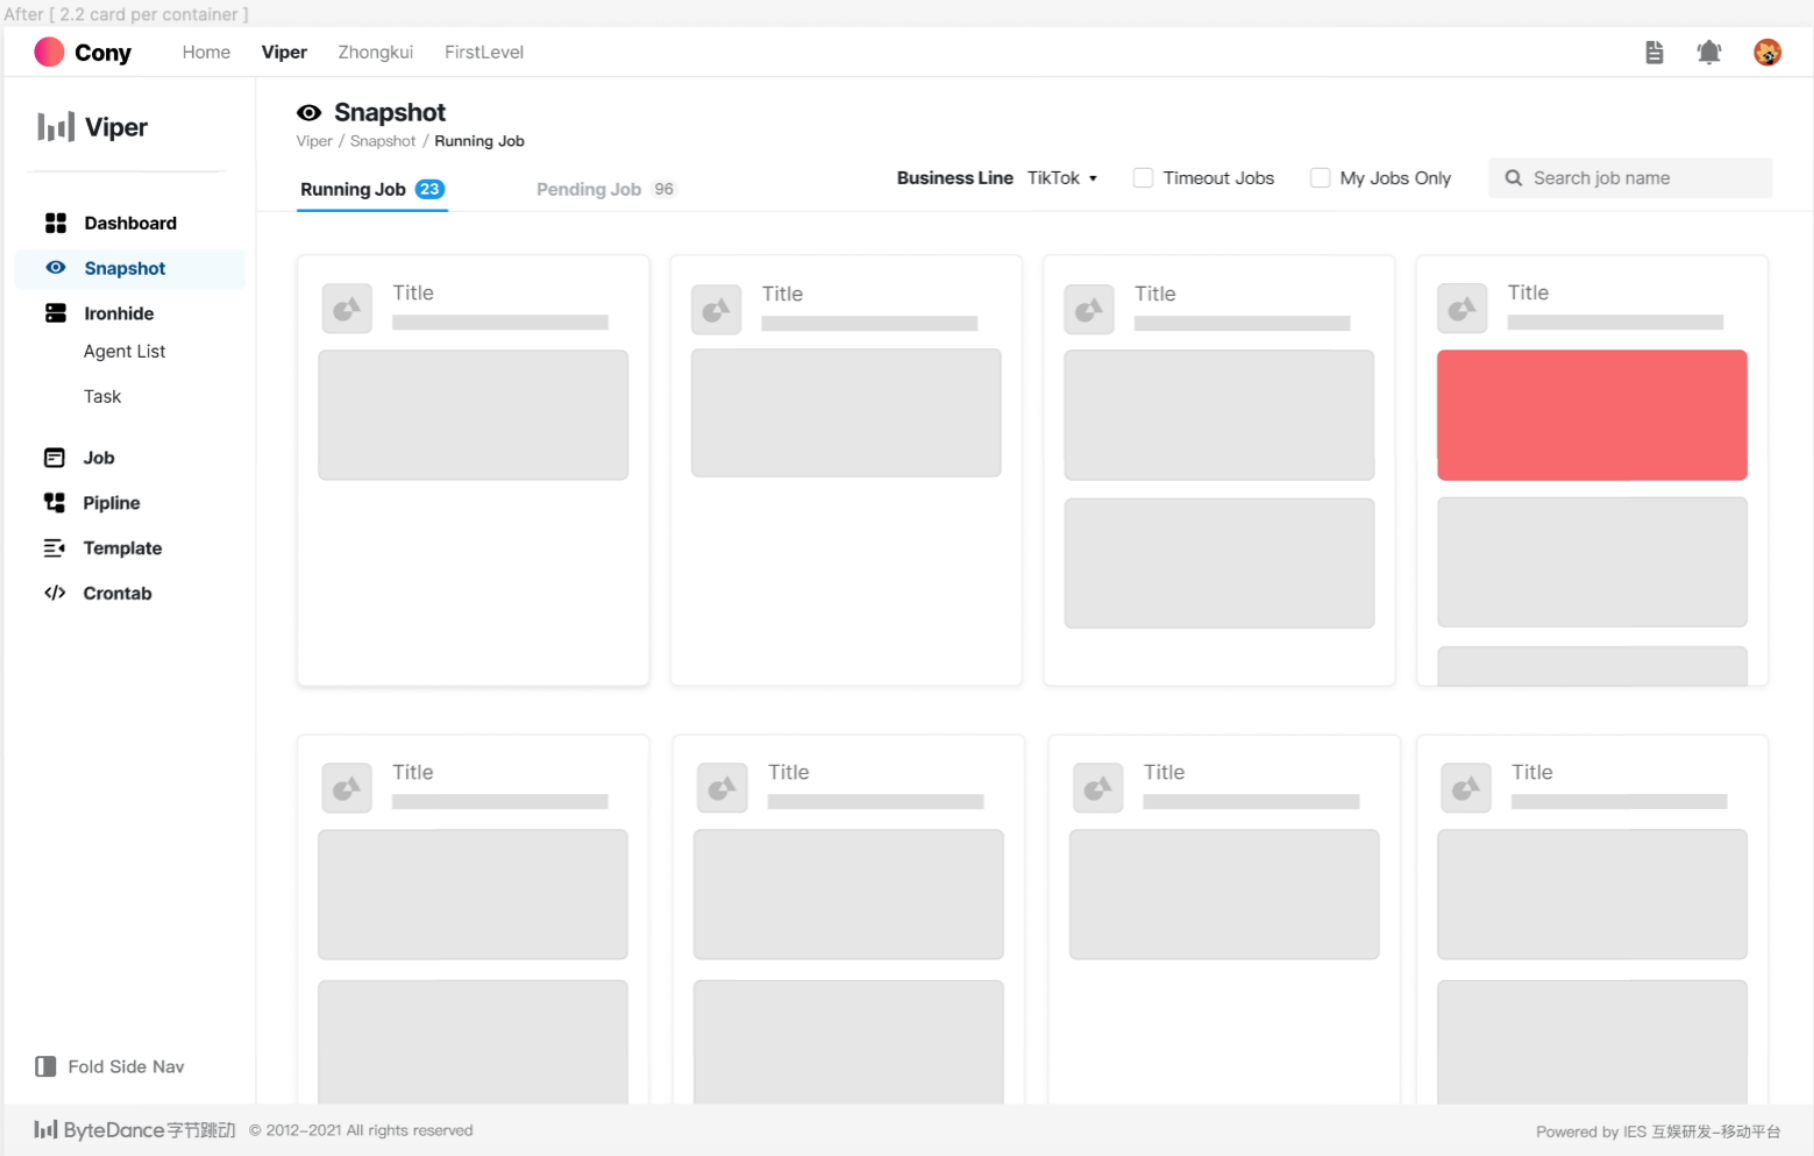 After [ 2.2 card per container ]
Cony Home Viper Zhongkui FirstLevel
Viper
Dashboard
Snapshot
Ironhide
Agent List
Task
Job
Pipline
Template
Crontab
Fold Side Nav
Snapshot
Viper / Snapshot / Running Job
Running Job 23 Pending Job 96
Business Line TikTok Timeout Jobs My Jobs Only Search job name
Title
Title
Title
Title
Title
Title
Title
Title
ByteDance字节跳动 © 2012–2021 All rights reserved
Powered by IES 互娱研发–移动平台